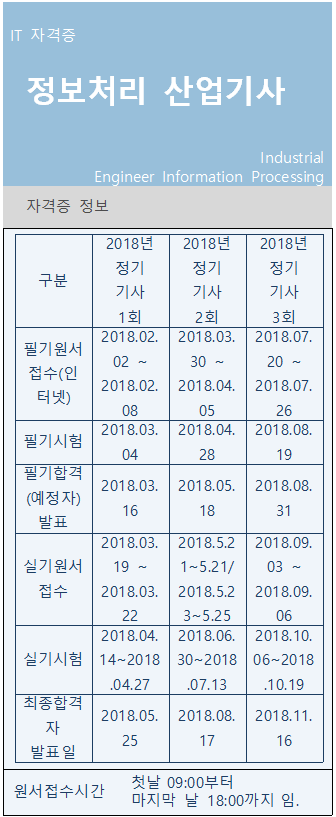 IT 자격증
정보처리 산업기사
Industrial
Engineer Information Processing
자격증 정보
구분
2018년
정기
기사
1회
2018년
정기
기사
2회
2018년
정기
기사
3회
필기원서
접수(인
터넷)
2018.02.
02 ~
2018.02.
08
2018.03.
30 ~
2018.04.
05
2018.07.
20 ~
2018.07.
26
필기시험
2018.03.
04
2018.04.
28
2018.08.
19
필기합격
(예정자)
발표
2018.03.
16
2018.05.
18
2018.08.
31
실기원서
접수
2018.03.
19 ~
2018.03.
22
2018.5.2
1~5.21/
2018.5.2
3~5.25
2018.09.
03 ~
2018.09.
06
실기시험
2018.04.
14~2018
.04.27
2018.06.
30~2018
.07.13
2018.10.
06~2018
.10.19
최종합격
자
발표일
2018.05.
25
2018.08.
17
2018.11.
16
원서접수시간
첫날 09:00부터
마지막 날 18:00까지 임.